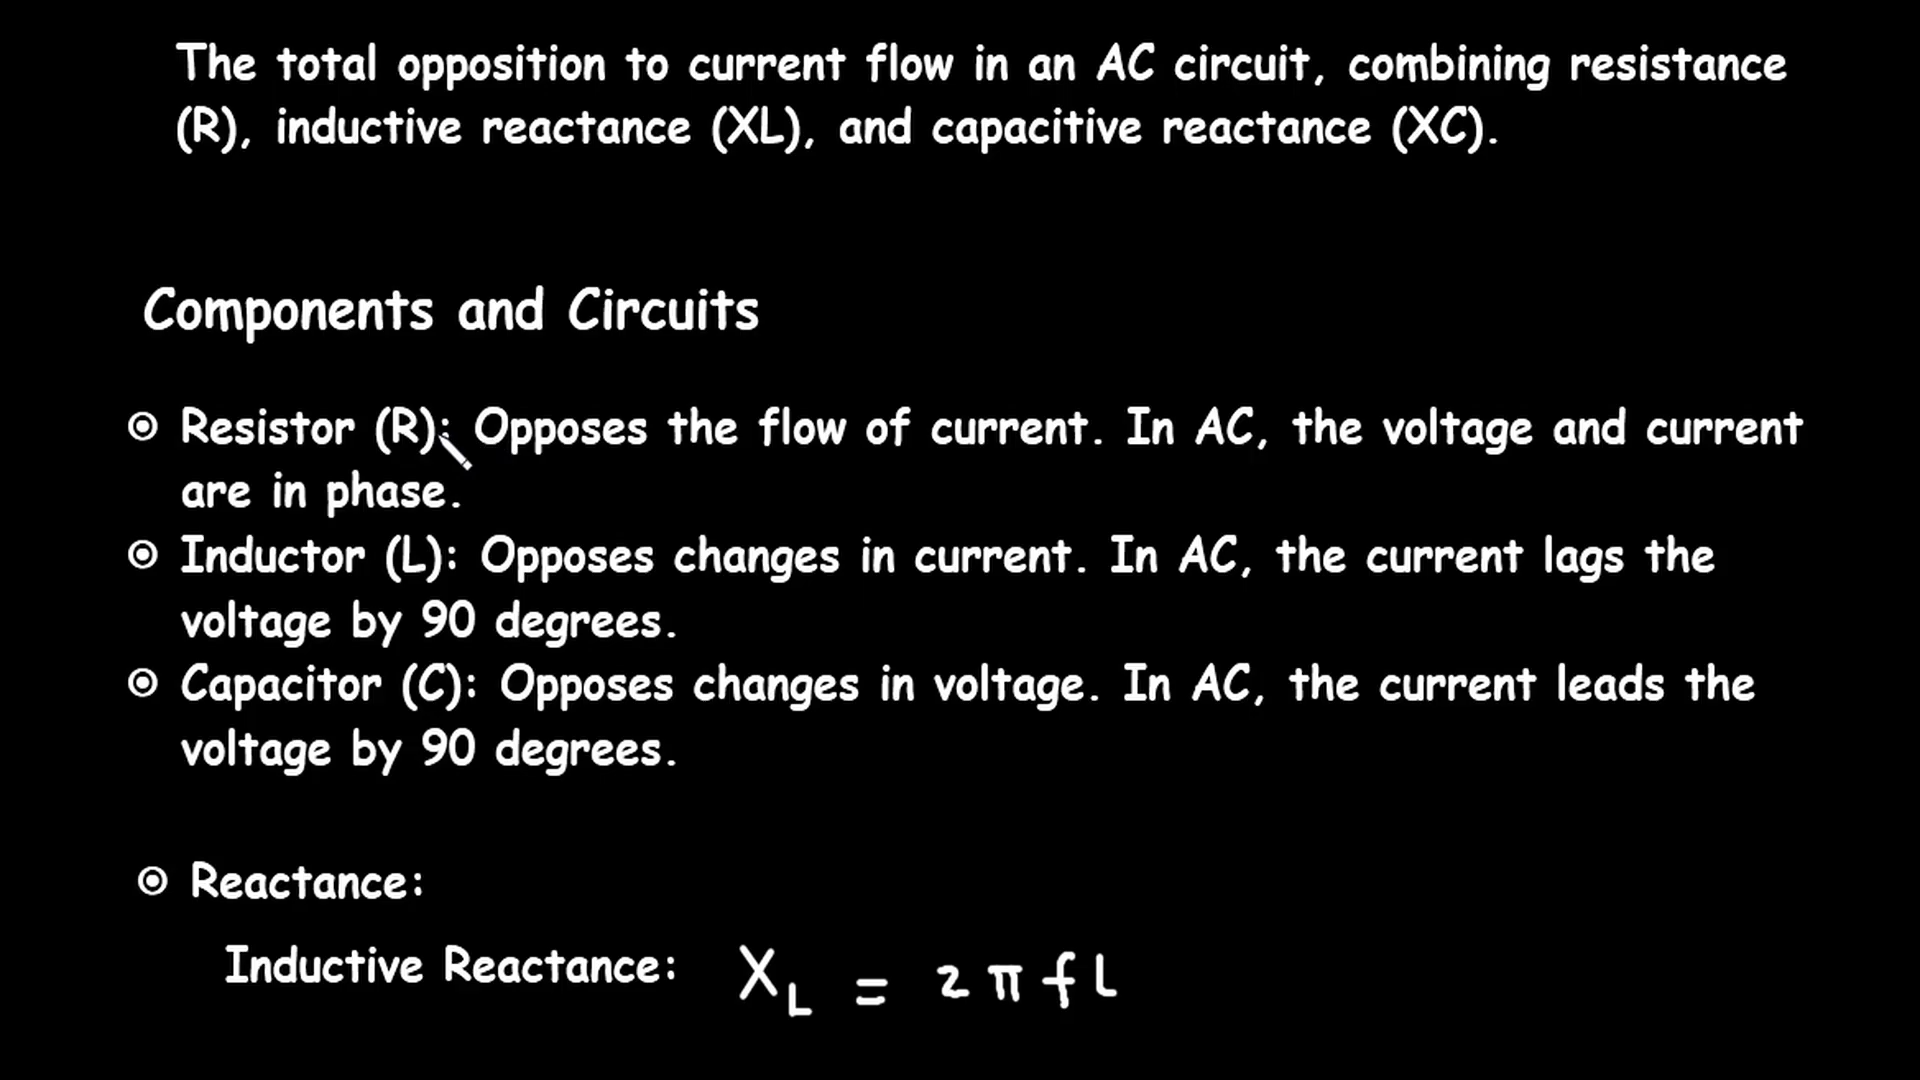 The total opposition to current flow in an AC circuit, combining resistance
(R), inductive reactance (XL), and capacitive reactance (XC).
Components and Circuits
Resistor (R): Opposes the flow of current. In AC, the voltage and current
are in phase.
Inductor (L): Opposes changes in current. In AC, the current lags the
voltage by 90 degrees.
Capacitor (C): Opposes changes in voltage. In AC, the current leads the
voltage by 90 degrees.
Reactance:
Inductive Reactance: X_L = 2πfL